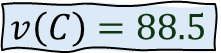 v(C) = 88.5